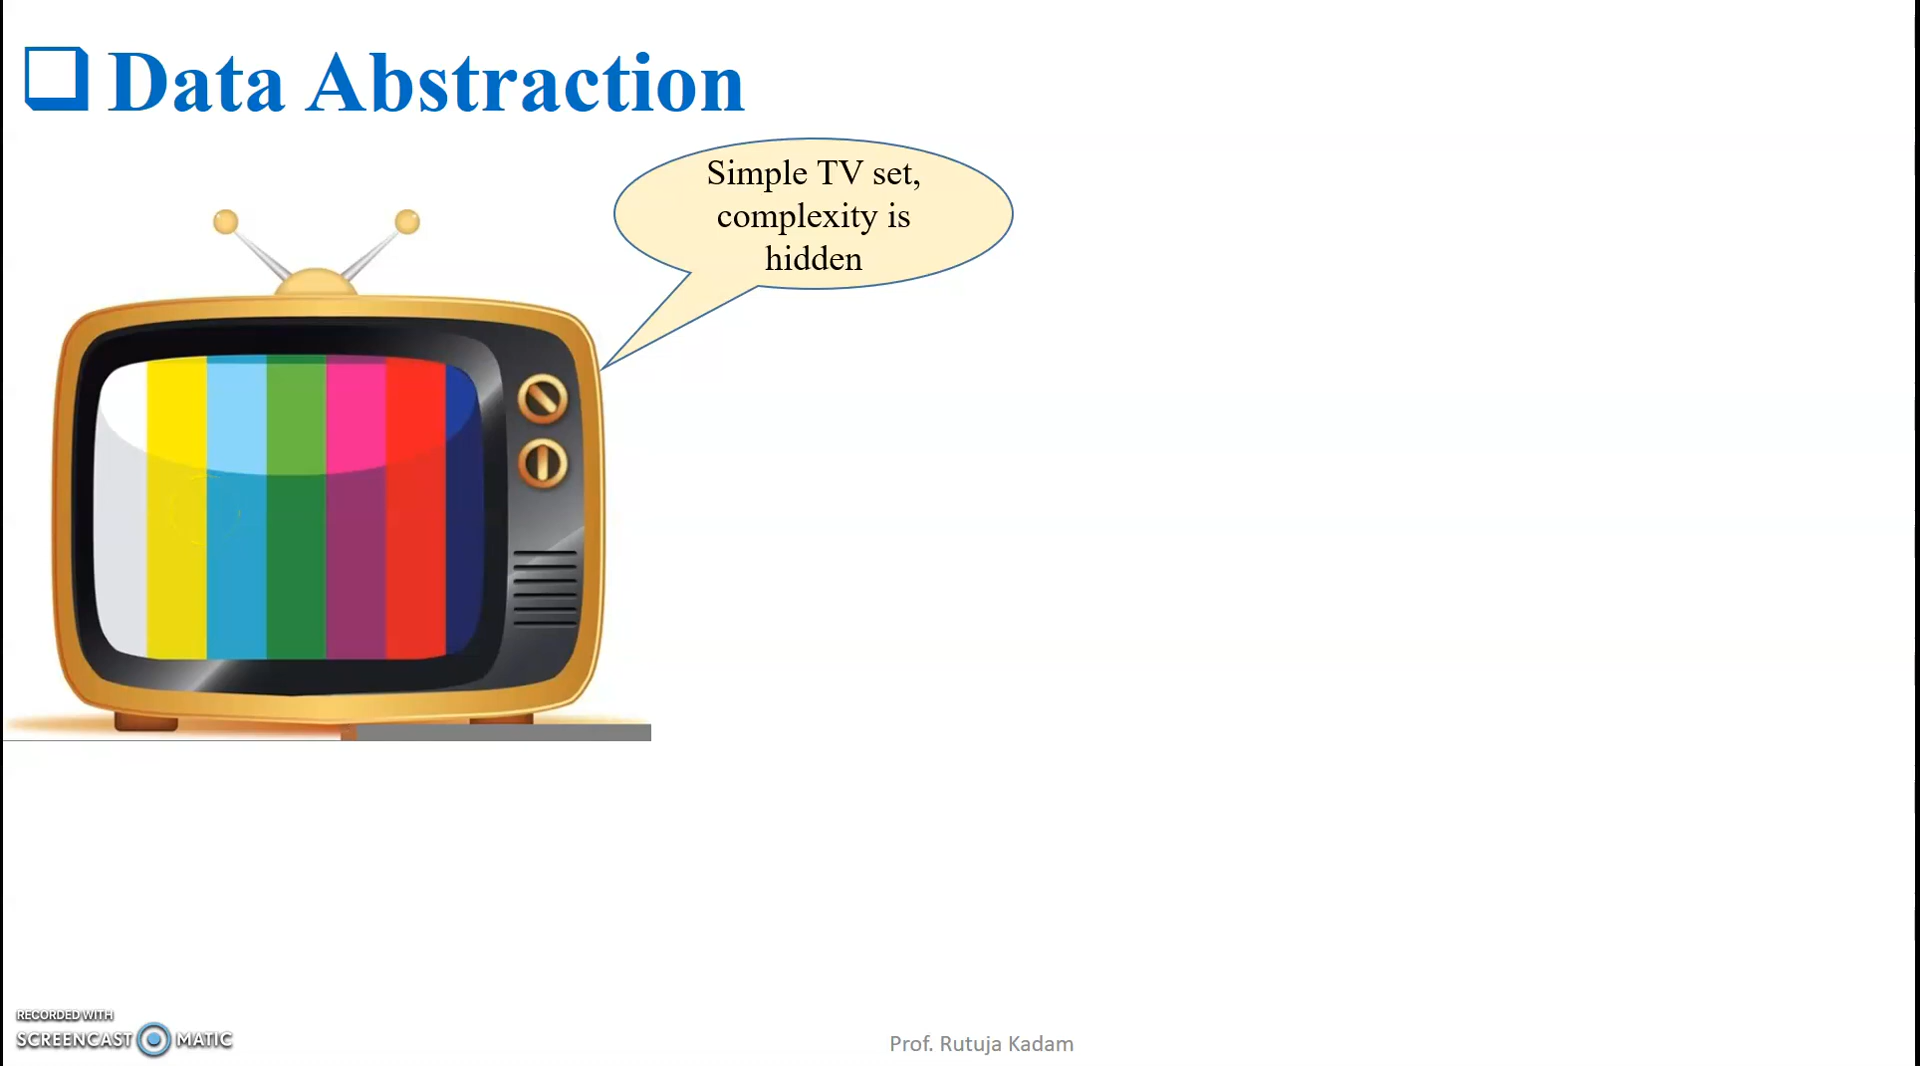 Data Abstraction
Simple TV set,
complexity is
hidden
RECORDED WITH
SCREENCAST MATIC
Prof. Rutuja Kadam